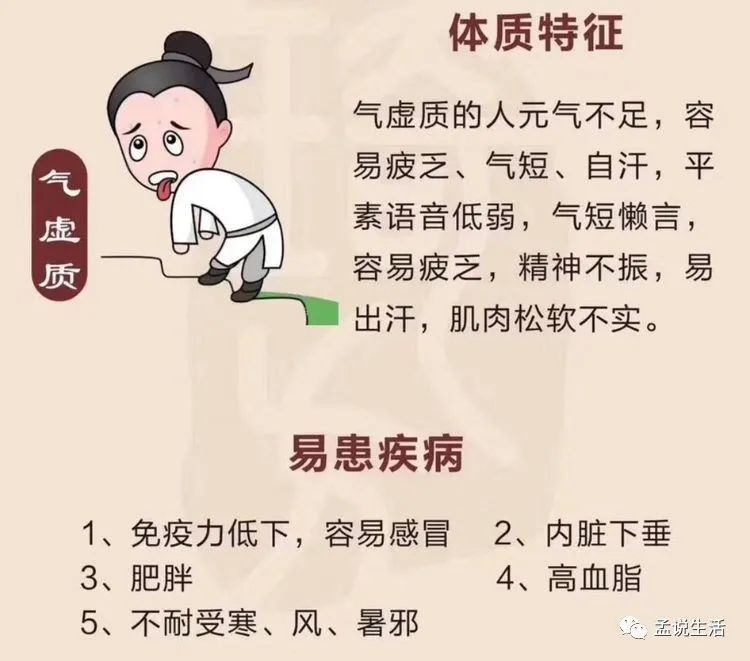 体质特征
气虚质
气虚质的人元气不足，容
易疲乏、气短、自汗，平
素语音低弱，气短懒言，
容易疲乏，精神不振，易
出汗，肌肉松软不实。
易患疾病
1、免疫力低下，容易感冒 2、内脏下垂
3、肥胖 4、高血脂
5、不耐受寒、风、暑邪
孟说生活